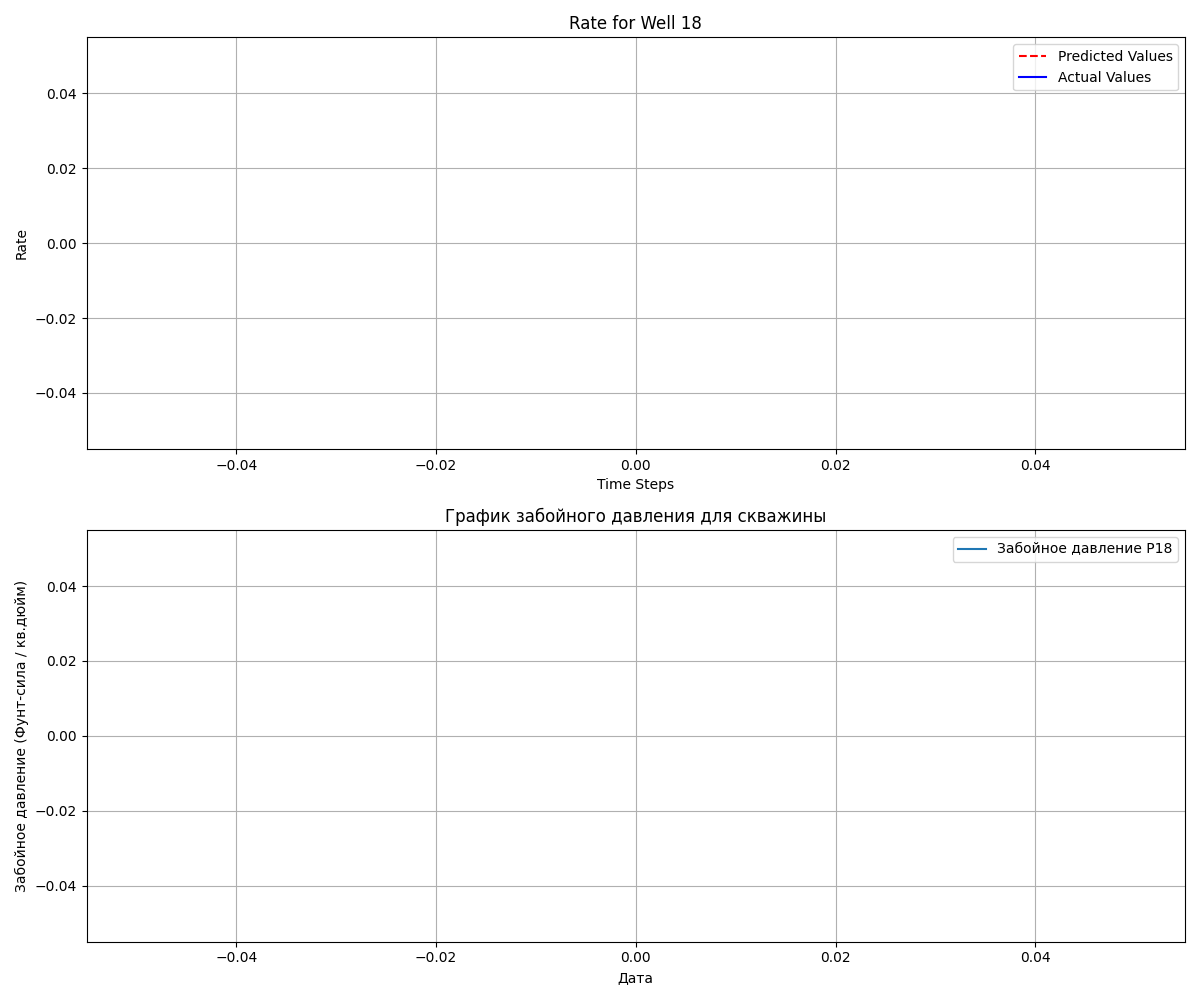 Rate for Well 18
Predicted Values
Actual Values
0.04
0.02
0.00
−0.02
−0.04
Rate
−0.04
−0.02
0.00
0.02
0.04
Time Steps
График забойного давления для скважины
Забойное давление P18
0.04
0.02
0.00
−0.02
−0.04
Забойное давление (Фунт-сила / кв.дюйм)
−0.04
−0.02
0.00
0.02
0.04
Дата